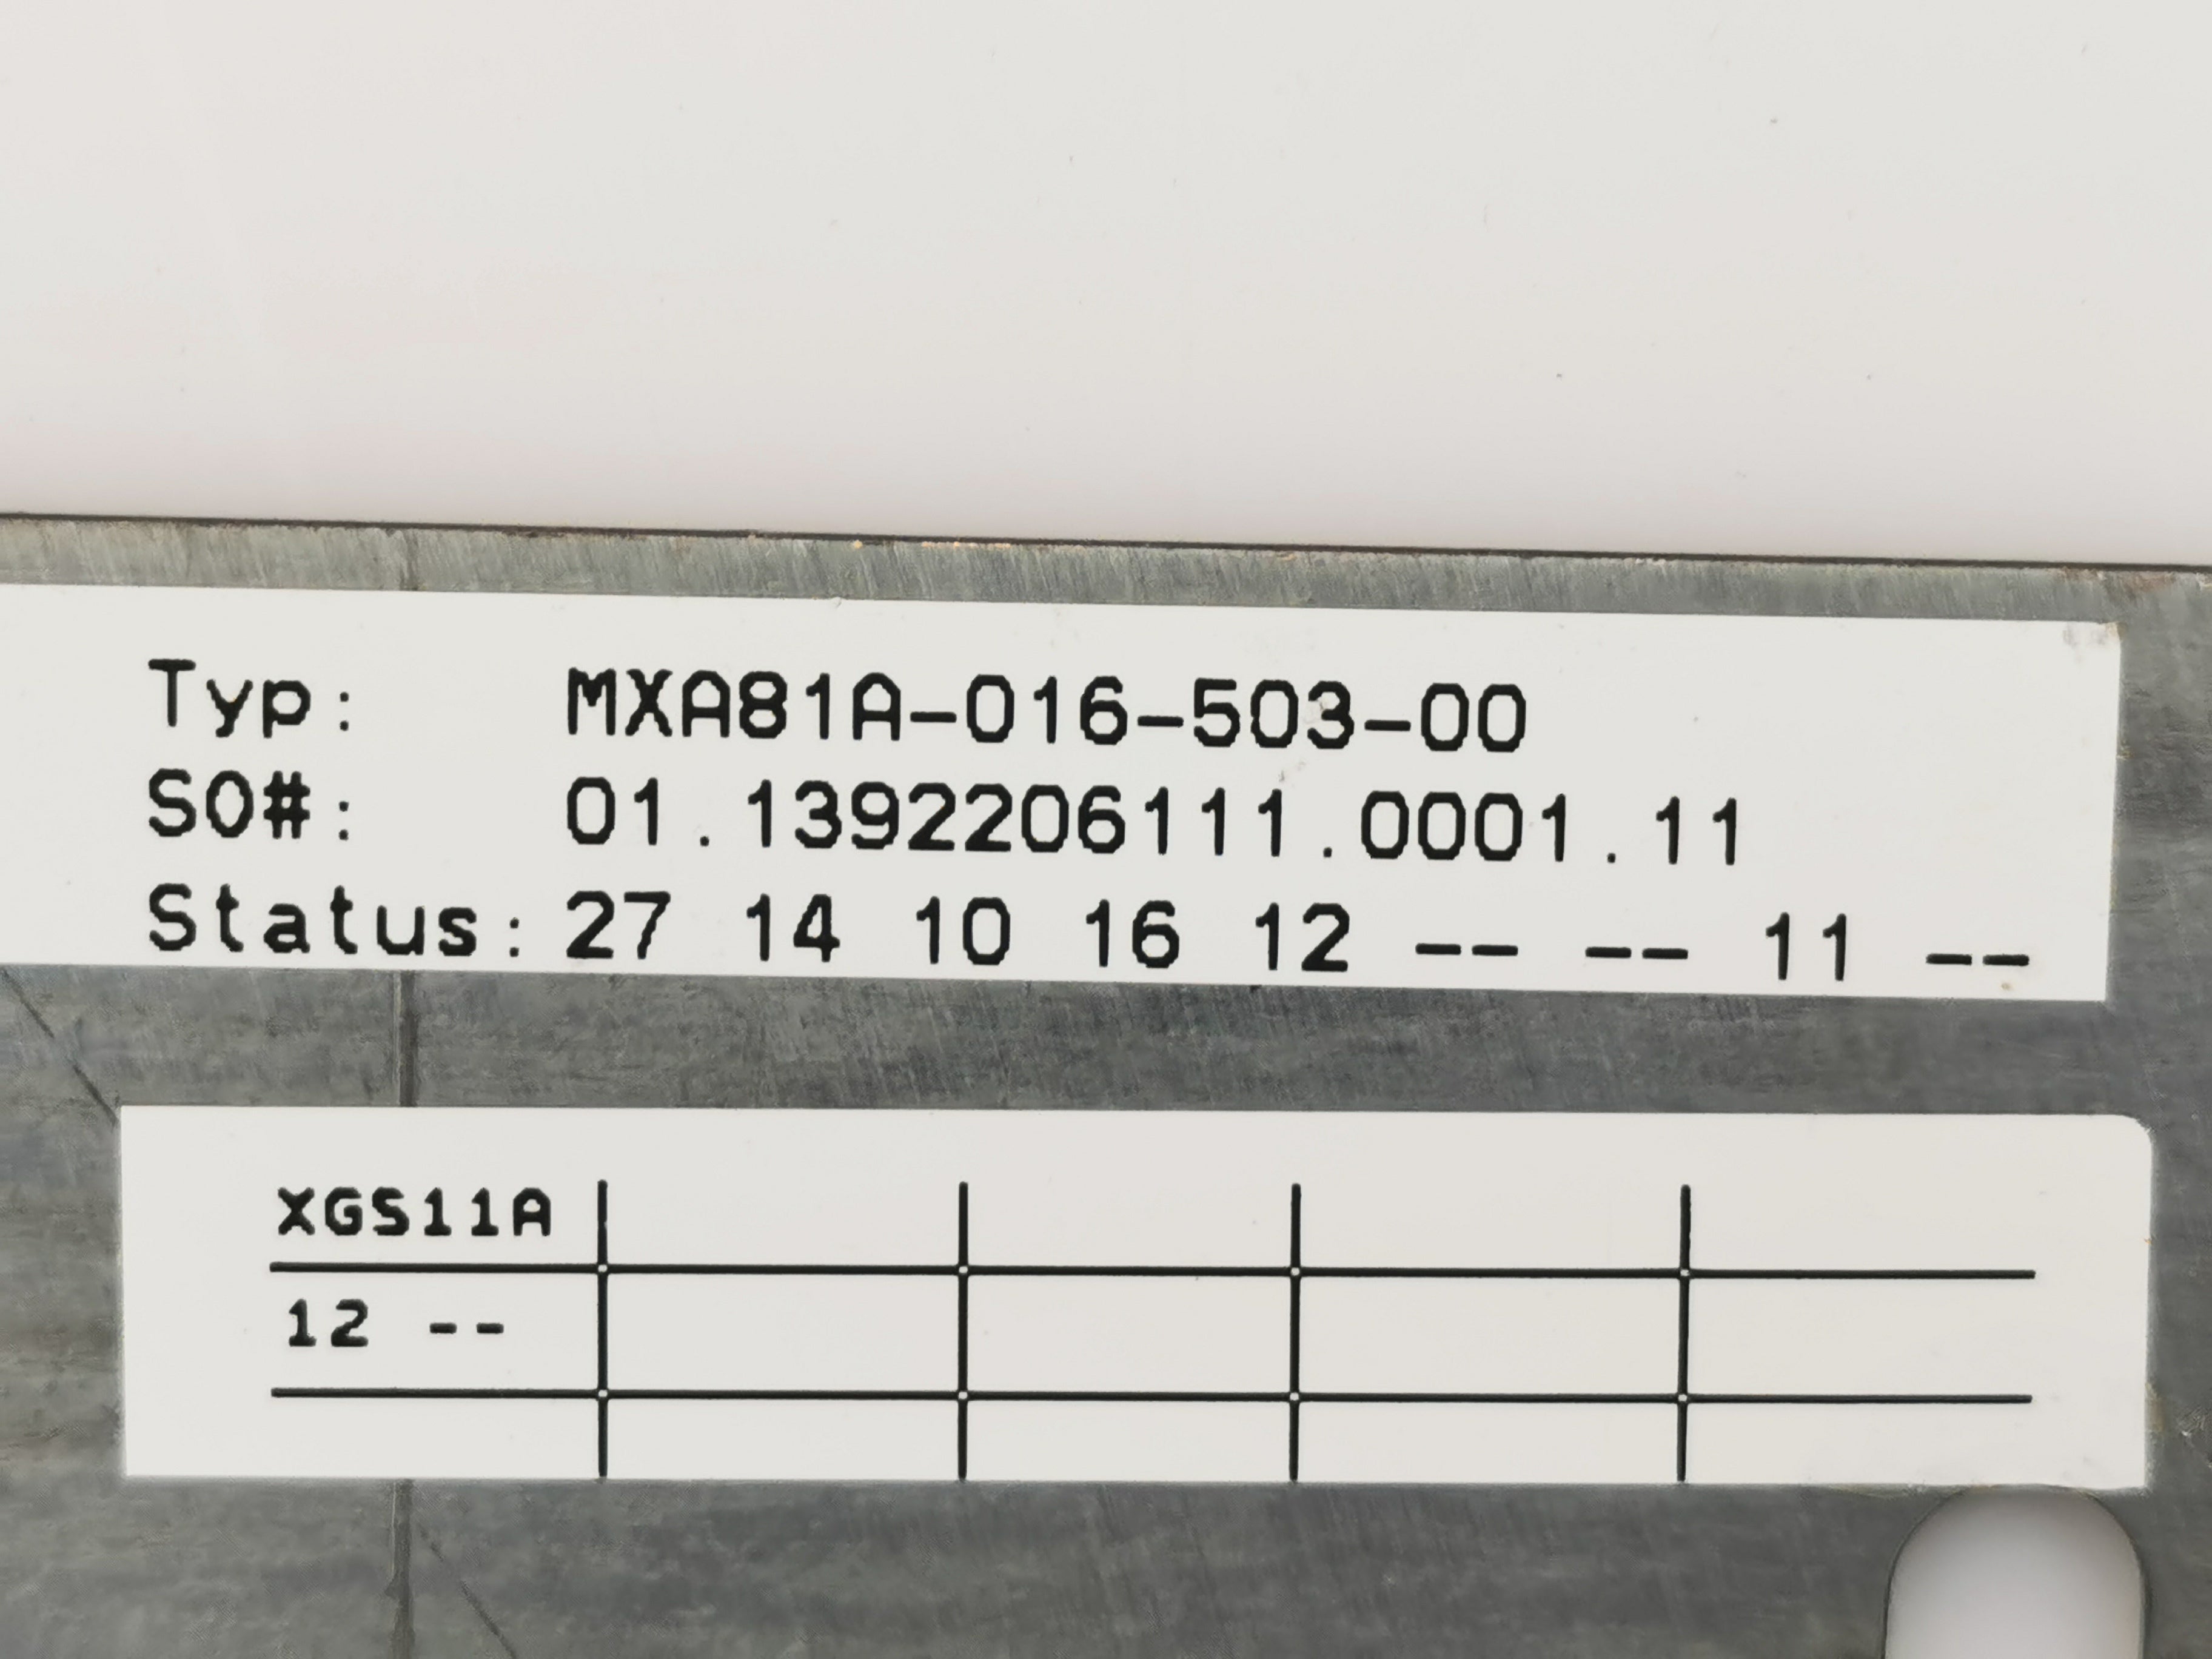 Typ: MXA81A-016-503-00
SO#: 01.1392206111.0001.11
Status: 27 14 10 16 12 -- -- 11 --
XGS11A
12 --